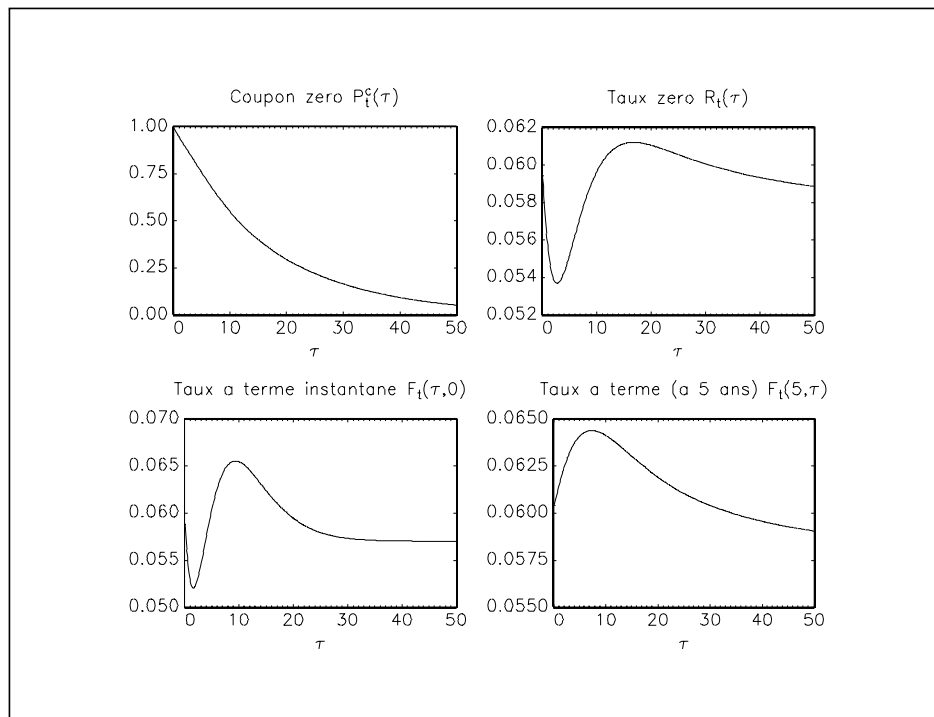 Coupon zero P_t^c(τ)
1.00
0.75
0.50
0.25
0.00
0 10 20 30 40 50
τ
Taux zero R_t(τ)
0.062
0.060
0.058
0.056
0.054
0.052
0 10 20 30 40 50
τ
Taux a terme instantane F_t(τ,0)
0.070
0.065
0.060
0.055
0.050
0 10 20 30 40 50
τ
Taux a terme (a 5 ans) F_t(5,τ)
0.0650
0.0625
0.0600
0.0575
0.0550
0 10 20 30 40 50
τ